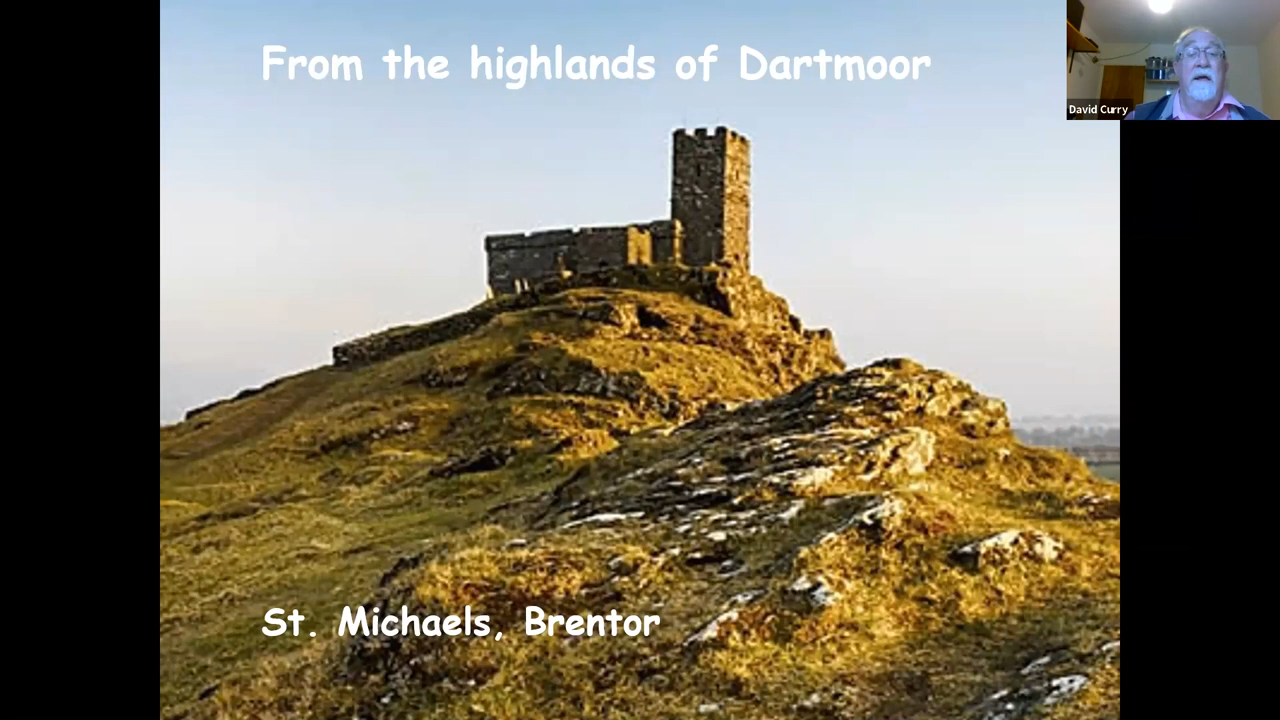 From the highlands of Dartmoor
David Curry
St. Michaels, Brentor